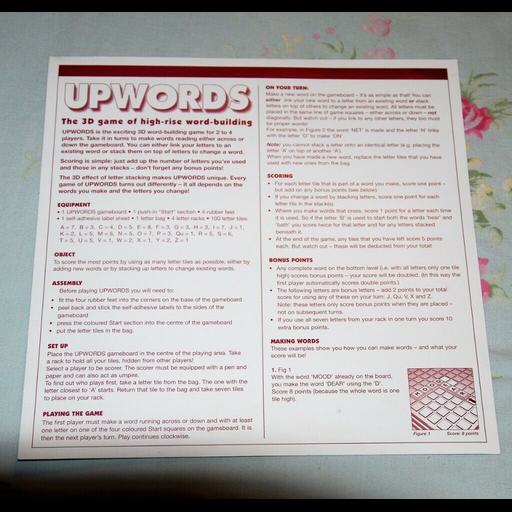 UPWORDS
The 3D game of high-rise word-building
UPWORDS is the exciting 3D word-building game for 2 to 4
players. Take it in turns to make words reading either across or
down the gameboard. You can either link your letters to an
existing word or stack them on top of letters to change a word.
Scoring is simple: just add up the number of letters you've used
and those in any stacks – don't forget any bonus points!
The 3D effect of letter stacking makes UPWORDS unique. Every
game of UPWORDS turns out differently – it all depends on the
words you make and the letters you change!
EQUIPMENT
• 1 UPWORDS gameboard • 1 push-in "Start" section • 4 rubber feet
• 1 self-adhesive label sheet • 1 letter bag • 4 letter racks • 100 letter tiles:
A = 7, B = 3, C = 4, D = 5, E = 8, F = 3, G = 3, H = 3, I = 7, J = 1,
K = 2, L = 5, M = 5, N = 5, O = 7, P = 3, Qu = 1, R = 5, S = 6,
T = 5, U = 5, V = 1, W = 2, X = 1, Y = 2, Z = 1
OBJECT
To score the most points by using as many letter tiles as possible, either by
adding new words or by stacking up letters to change existing words.
ASSEMBLY
Before playing UPWORDS you will need to:
• fit the four rubber feet into the corners on the base of the gameboard
• peel back and stick the self-adhesive labels to the sides of the
gameboard
• press the coloured Start section into the centre of the gameboard
• put the letter tiles in the bag.
SET UP
Place the UPWORDS gameboard in the centre of the playing area. Take
a rack to hold your tiles, hidden from other players!
Select a player to be scorer. The scorer must be equipped with a pen and
paper and can also act as umpire.
To find out who plays first, take a letter tile from the bag. The one with the
letter closest to 'A' starts. Return that tile to the bag and take seven tiles
to place on your rack.
PLAYING THE GAME
The first player must make a word running across or down and with at least
one letter on one of the four coloured Start squares on the gameboard. It is
then the next player's turn. Play continues clockwise.
ON YOUR TURN:
Make a new word on the gameboard – it's as simple as that! You can
either link your new word to a letter from an existing word or stack
letters on top of others to change an existing word. All letters must be
placed in the same line of game squares – either across or down – not
diagonally. But watch out – if you link to any other letters, they too must
be proper words!
For example, in Figure 2 the word 'NET' is made and the letter 'N' links
with the letter 'O' to make 'ON'.
Note: you cannot stack a letter onto an identical letter (e.g. placing the
letter 'A' on top of another 'A').
When you have made a new word, replace the letter tiles that you have
used with new ones from the bag.
SCORING
• For each letter tile that is part of a word you make, score one point –
but add on any bonus points (see below).
• If you change a word by stacking letters, score one point for each
letter tile in the stack(s).
• Where you make words that cross, score 1 point for a letter each time
it is used. So if the letter 'B' is used to start both the words 'bear' and
'bath' you score twice for that letter and for any letters stacked
beneath it.
• At the end of the game, any tiles that you have left score 5 points
each. But watch out – these will be deducted from your total!
BONUS POINTS
• Any complete word on the bottom level (i.e. with all letters only one tile
high) scores bonus points – your score will be doubled. (In this way the
first player automatically scores double points.)
• The following letters are bonus letters – add 2 points to your total
score for using any of these on your turn: J, Qu, V, X and Z.
Note: these letters only score bonus points when they are placed –
not on subsequent turns.
• If you use all seven letters from your rack in one turn you score 10
extra bonus points.
MAKING WORDS
These examples show you how you can make words – and what your
score will be!
1. Fig 1
With the word 'MOOD' already on the board,
you make the word 'DEAR' using the 'D'.
Score 8 points (because the whole word is one
tile high).
Figure 1 Score: 8 points